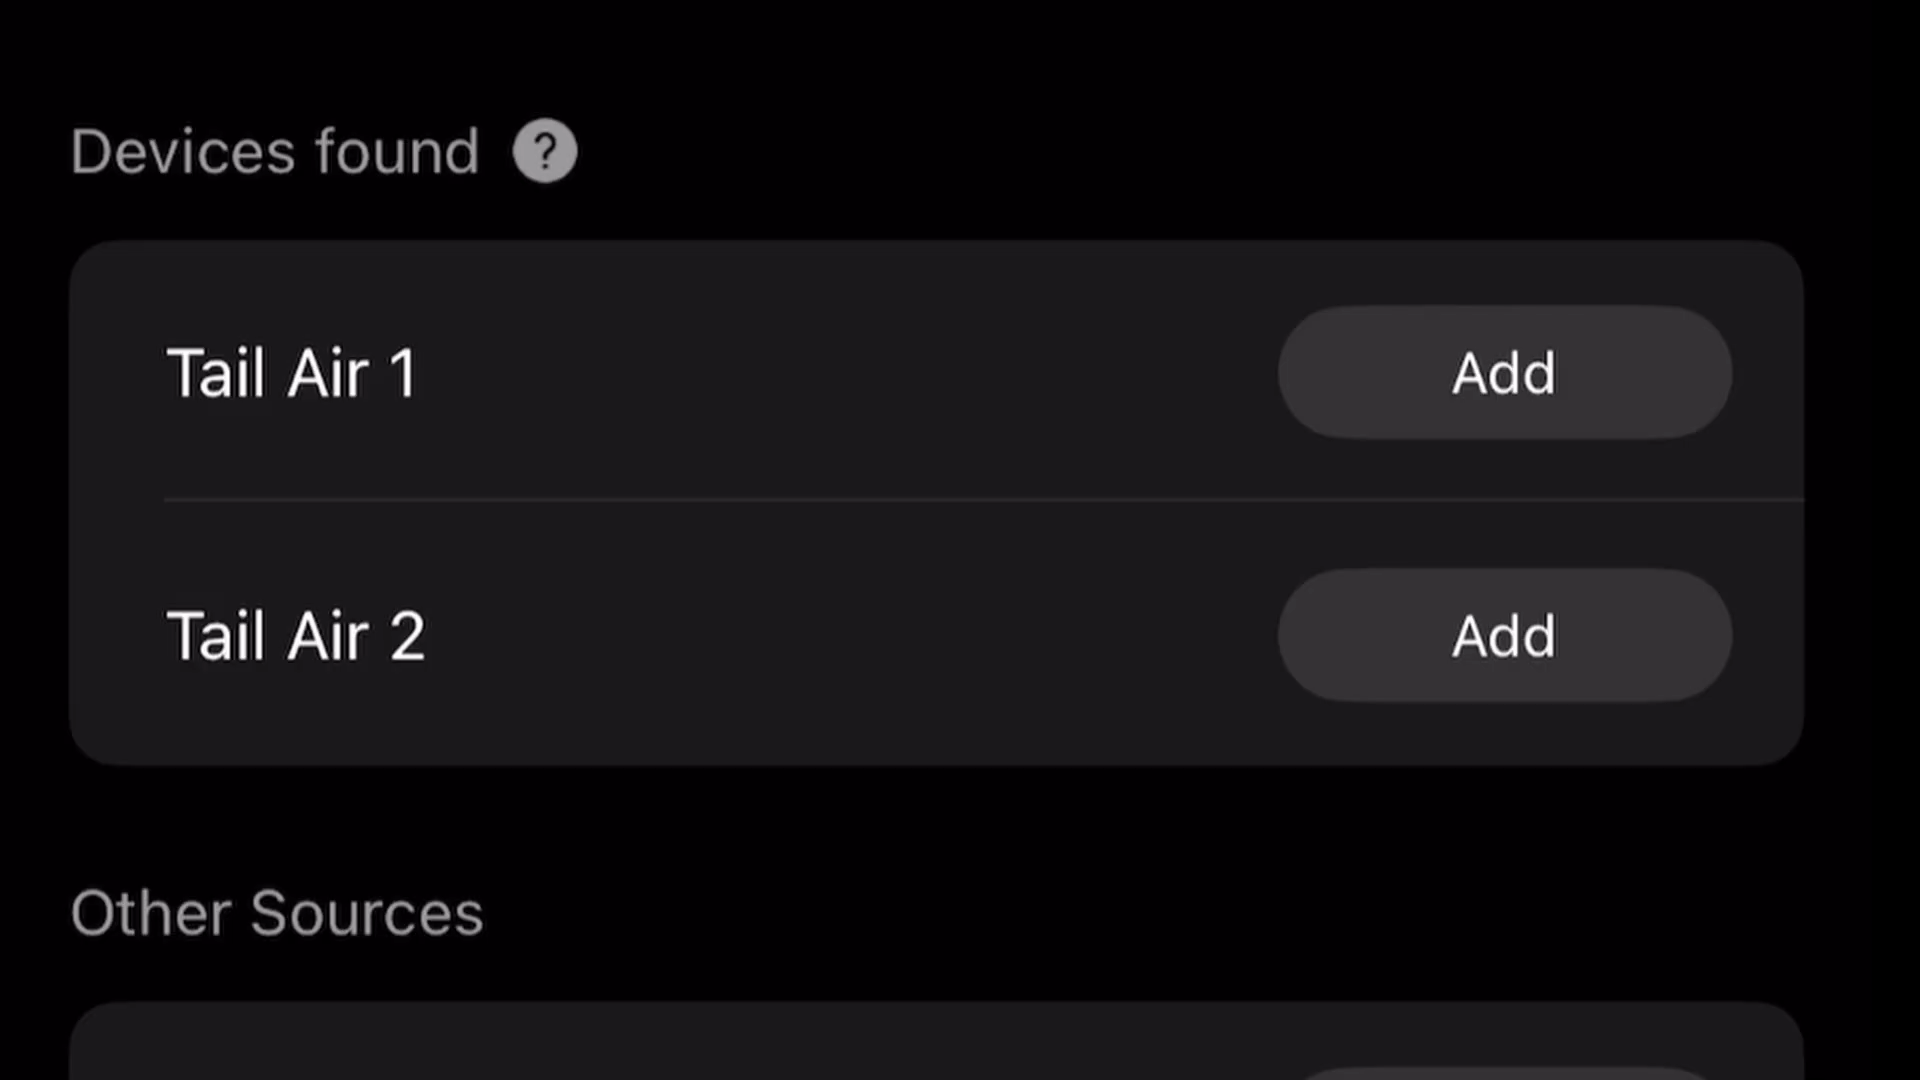 Devices found ?
Tail Air 1 Add
Tail Air 2 Add
Other Sources